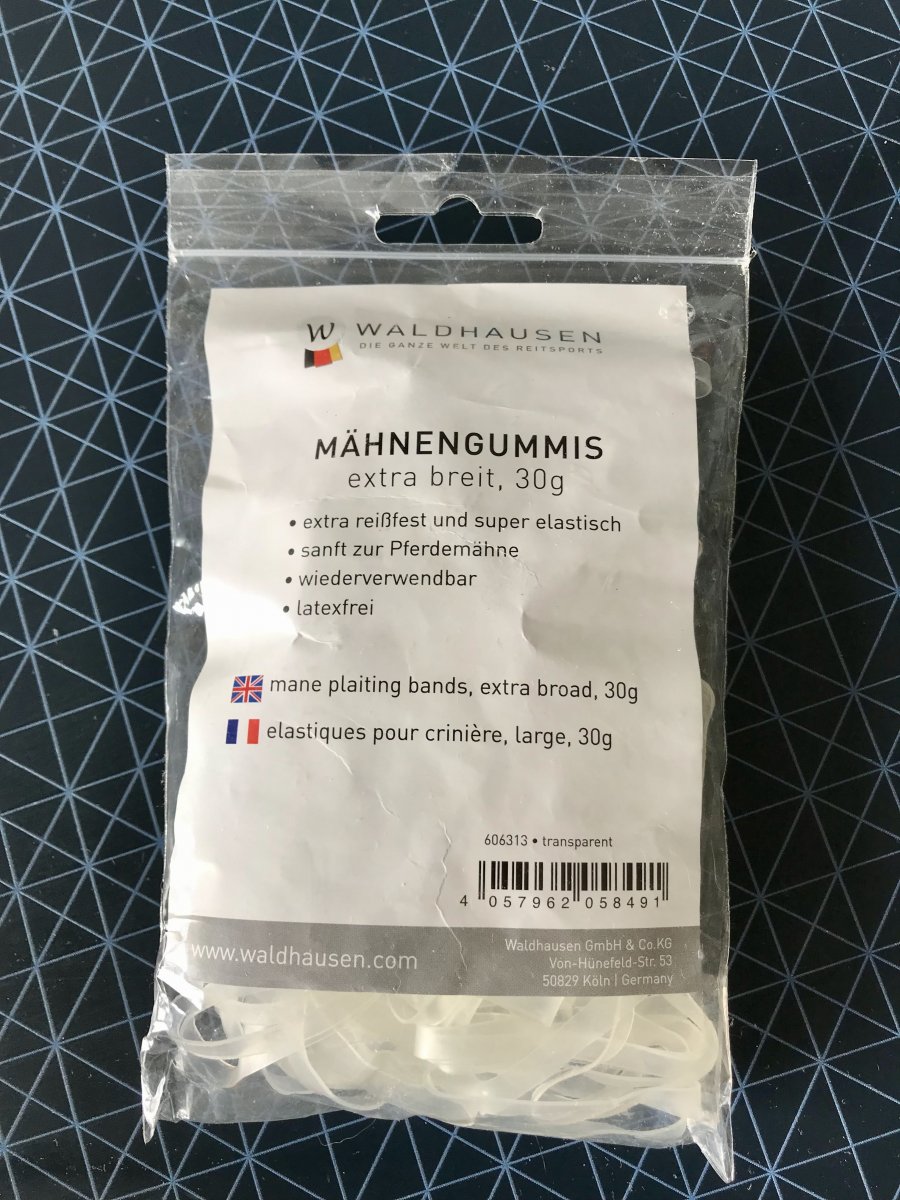 W WALDHAUSEN
DIE GANZE WELT DES REITSPORTS
MÄHNENGUMMIS
extra breit, 30g
• extra reißfest und super elastisch
• sanft zur Pferdemähne
• wiederverwendbar
• latexfrei
mane plaiting bands, extra broad, 30g
elastiques pour crinière, large, 30g
606313 • transparent
4 057962 058491
www.waldhausen.com
Waldhausen GmbH & Co.KG
Von-Hünefeld-Str. 53
50829 Köln | Germany